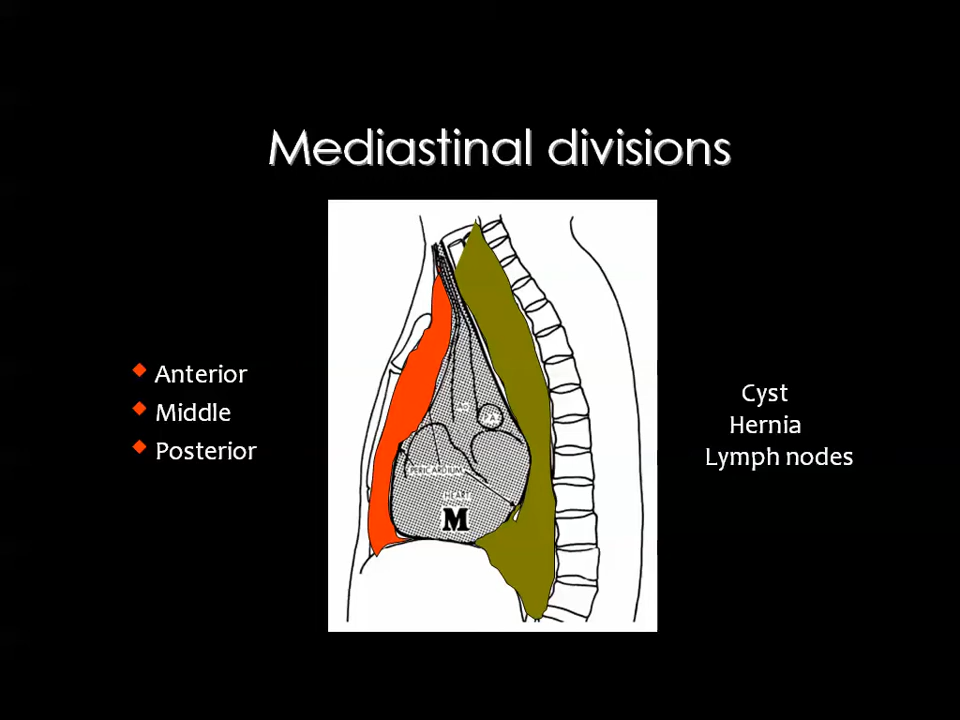 Mediastinal divisions
Anterior
Middle
Posterior
PERICARDIUM
HEART
M
Cyst
Hernia
Lymph nodes